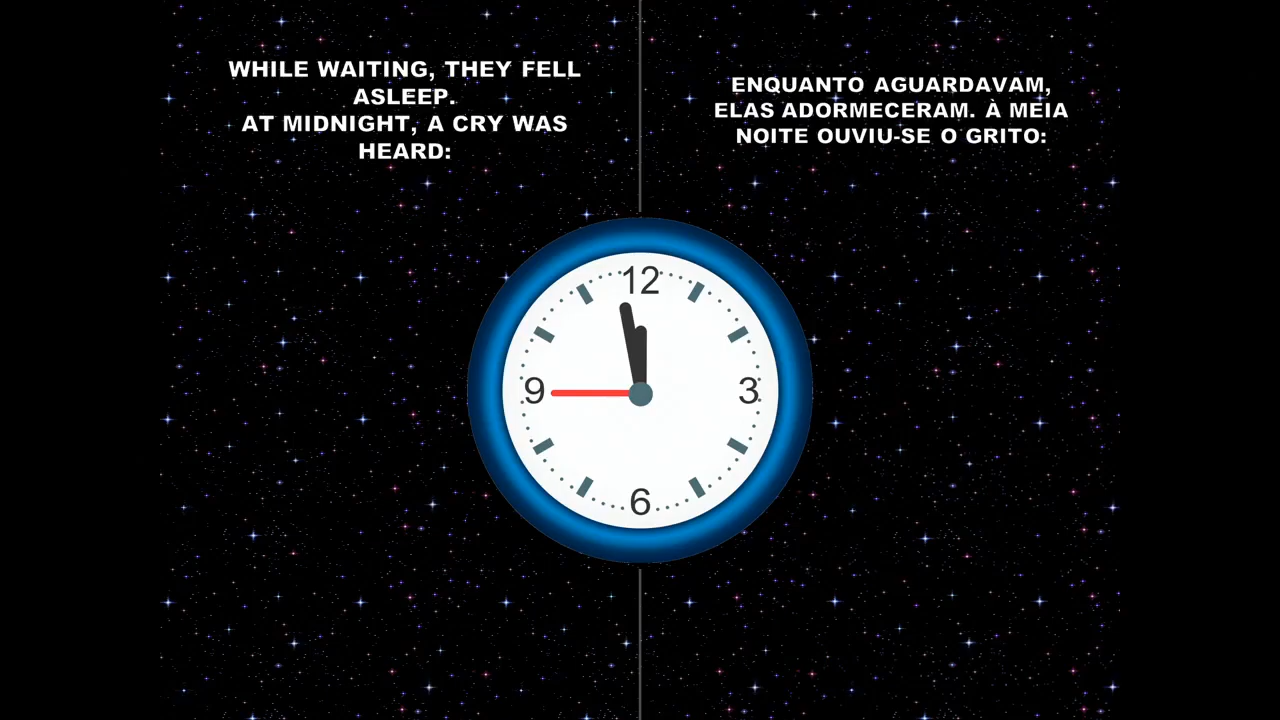 WHILE WAITING, THEY FELL
ASLEEP.
AT MIDNIGHT, A CRY WAS
HEARD:
ENQUANTO AGUARDAVAM,
ELAS ADORMECERAM. À MEIA
NOITE OUVIU-SE O GRITO:
12
9
3
6